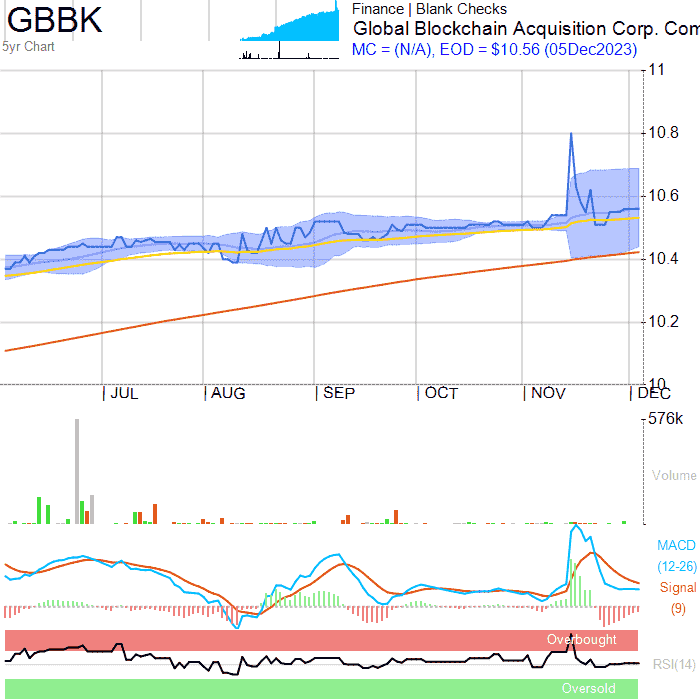 GBBK
5yr Chart
Finance | Blank Checks
Global Blockchain Acquisition Corp. Com
MC = (N/A), EOD = $10.56 (05Dec2023)
11
10.8
10.6
10.4
10.2
10
JUL AUG SEP OCT NOV DEC
576k
Volume
MACD
(12-26)
Signal
(9)
Overbought
RSI(14)
Oversold